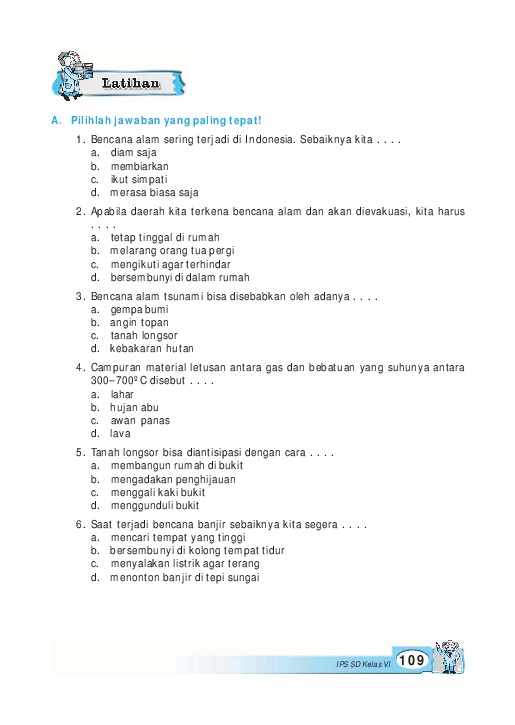 Latihan
A. Pilihlah jawaban yang paling tepat!
1. Bencana alam sering terjadi di Indonesia. Sebaiknya kita . . . .
a. diam saja
b. membiarkan
c. ikut simpati
d. merasa biasa saja
2. Apabila daerah kita terkena bencana alam dan akan dievakuasi, kita harus
. . . .
a. tetap tinggal di rumah
b. melarang orang tua pergi
c. mengikuti agar terhindar
d. bersembunyi di dalam rumah
3. Bencana alam tsunami bisa disebabkan oleh adanya . . . .
a. gempa bumi
b. angin topan
c. tanah longsor
d. kebakaran hutan
4. Campuran material letusan antara gas dan bebatuan yang suhunya antara
300–700º C disebut . . . .
a. lahar
b. hujan abu
c. awan panas
d. lava
5. Tanah longsor bisa diantisipasi dengan cara . . . .
a. membangun rumah di bukit
b. mengadakan penghijauan
c. menggali kaki bukit
d. menggunduli bukit
6. Saat terjadi bencana banjir sebaiknya kita segera . . . .
a. mencari tempat yang tinggi
b. bersembunyi di kolong tempat tidur
c. menyalakan listrik agar terang
d. menonton banjir di tepi sungai
IPS SD Kelas VI 109